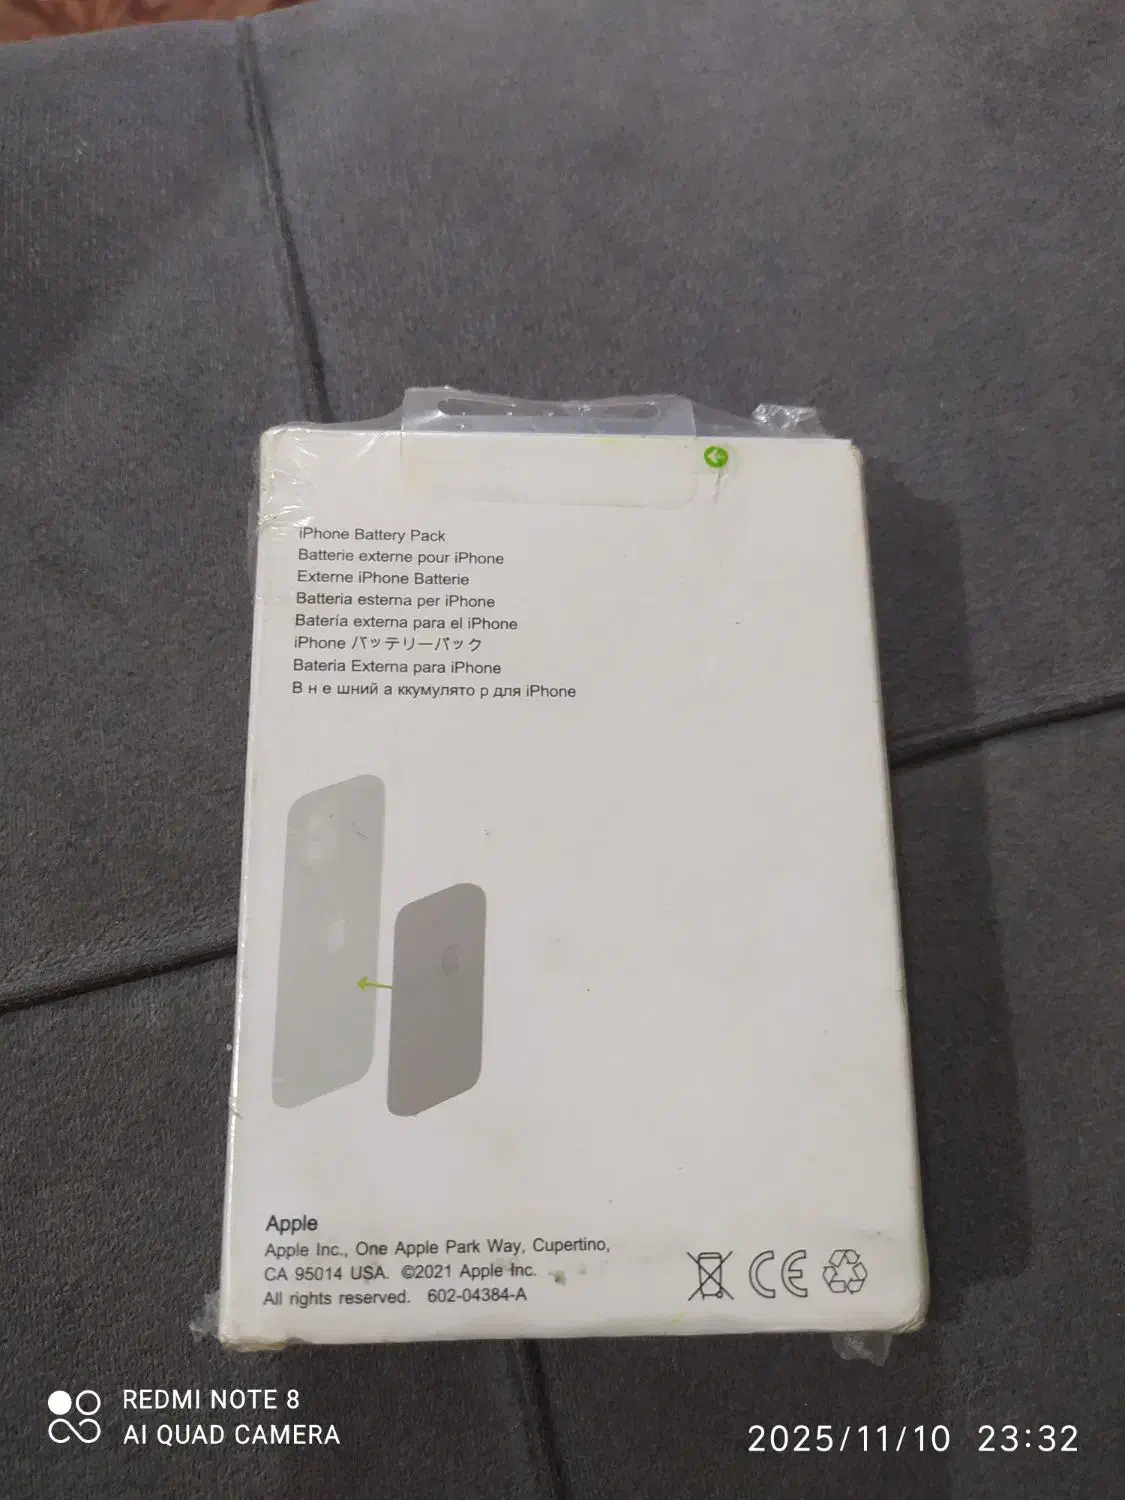 iPhone Battery Pack
Batterie externe pour iPhone
Externe iPhone Batterie
Batteria esterna per iPhone
Batería externa para el iPhone
iPhone バッテリーパック
Bateria Externa para iPhone
В н е шний а ккумулято р для iPhone
Apple
Apple Inc., One Apple Park Way, Cupertino,
CA 95014 USA. ©2021 Apple Inc.
All rights reserved. 602-04384-A
CE
REDMI NOTE 8
AI QUAD CAMERA
2025/11/10 23:32